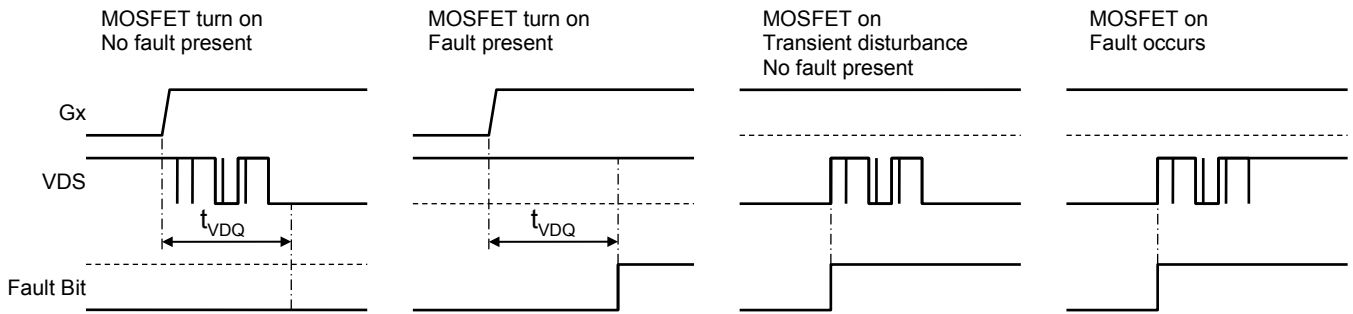 MOSFET turn on
No fault present
MOSFET turn on
Fault present
MOSFET on
Transient disturbance
No fault present
MOSFET on
Fault occurs
Gx
VDS
tVDQ
tVDQ
Fault Bit